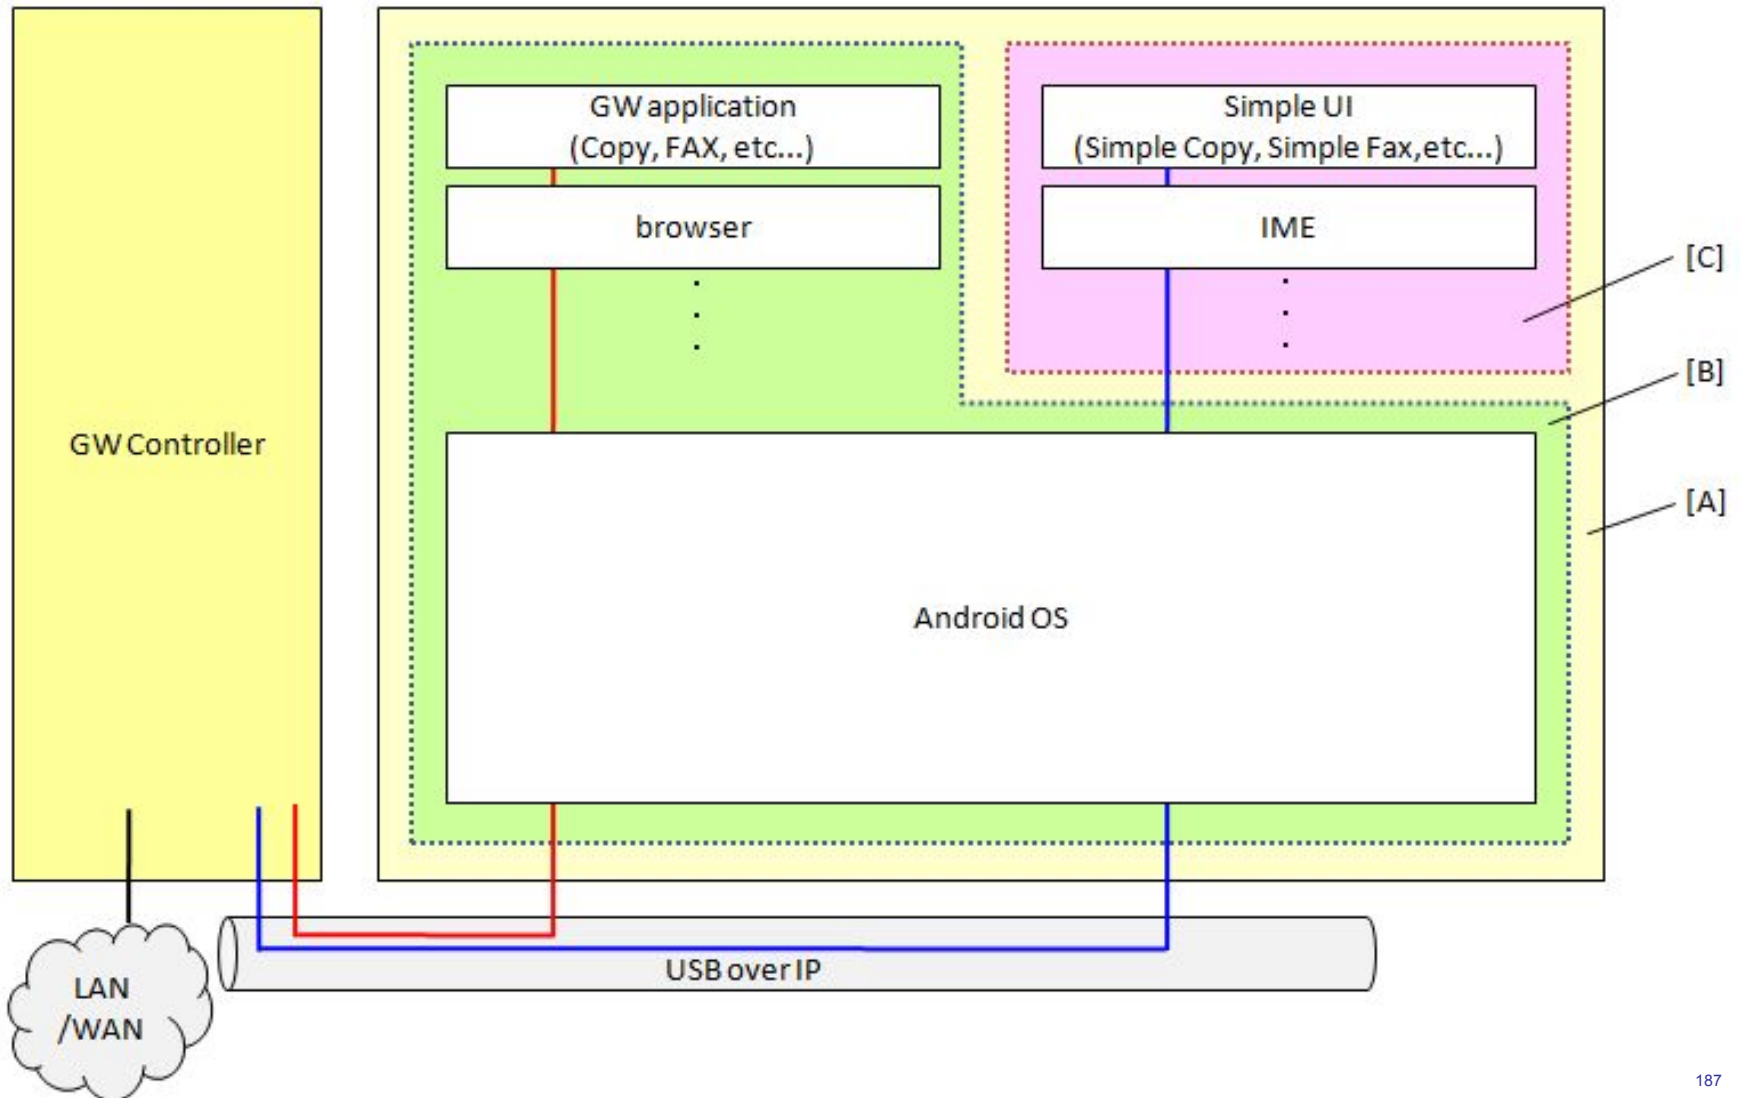 GW application
(Copy, FAX, etc...)
Simple UI
(Simple Copy, Simple Fax,etc...)
browser
IME
[C]
[B]
GW Controller
[A]
Android OS
USB over IP
LAN
/WAN
187